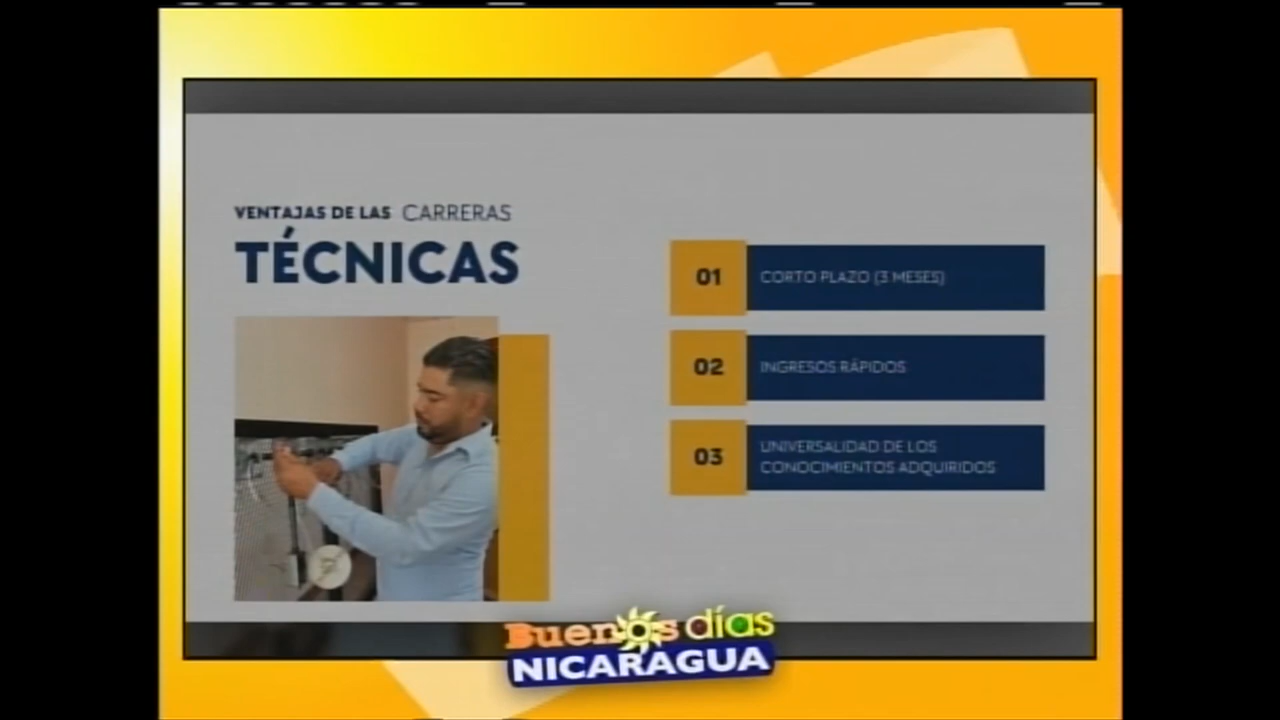 VENTAJAS DE LAS CARRERAS
TÉCNICAS
01 CORTO PLAZO (3 MESES)
02 INGRESOS RÁPIDOS
03 UNIVERSALIDAD DE LOS
CONOCIMIENTOS ADQUIRIDOS
Buenos días
NICARAGUA